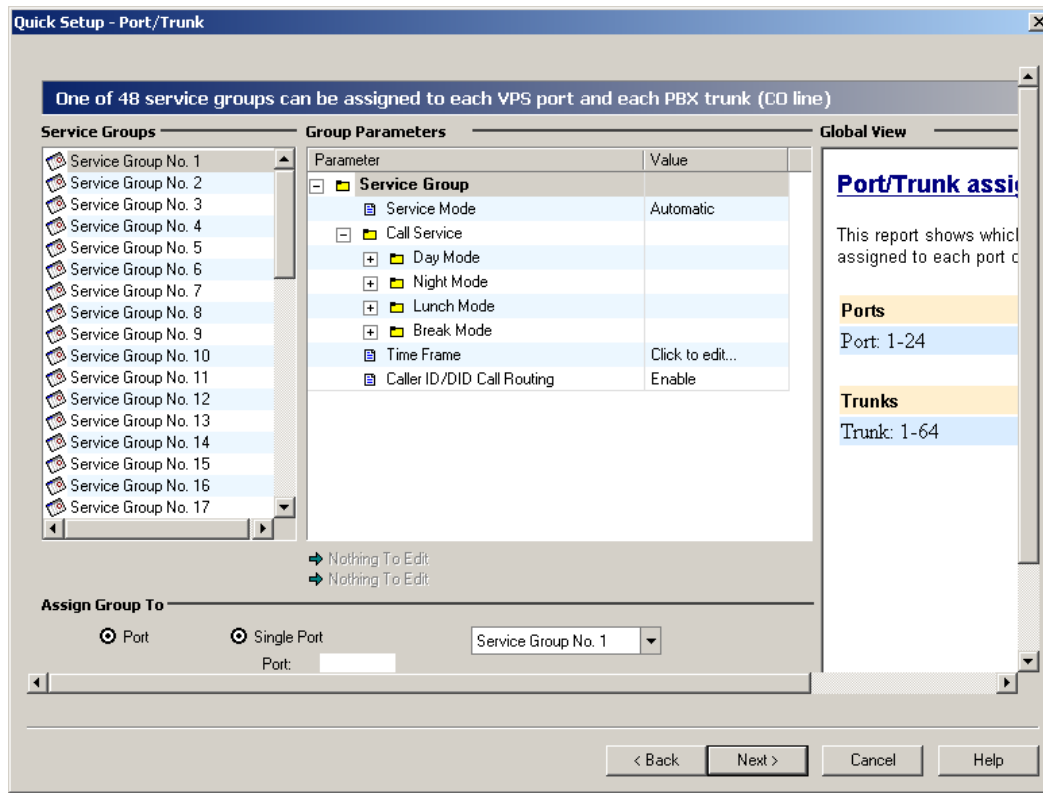 Quick Setup - Port/Trunk
One of 48 service groups can be assigned to each VPS port and each PBX trunk (CO line)
Service Groups
Service Group No. 1
Service Group No. 2
Service Group No. 3
Service Group No. 4
Service Group No. 5
Service Group No. 6
Service Group No. 7
Service Group No. 8
Service Group No. 9
Service Group No. 10
Service Group No. 11
Service Group No. 12
Service Group No. 13
Service Group No. 14
Service Group No. 15
Service Group No. 16
Service Group No. 17
Group Parameters
Parameter Value
Service Group
Service Mode Automatic
Call Service
Day Mode
Night Mode
Lunch Mode
Break Mode
Time Frame Click to edit...
Caller ID/DID Call Routing Enable
Nothing To Edit
Nothing To Edit
Global View
Port/Trunk assi
This report shows whicl
assigned to each port o
Ports
Port: 1-24
Trunks
Trunk: 1-64
Assign Group To
Port Single Port Service Group No. 1
Port:
< Back Next > Cancel Help